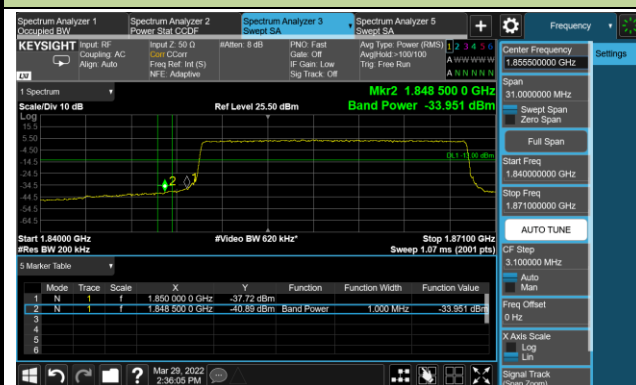 Spectrum Analyzer 1
Occupied BW
Spectrum Analyzer 2
Power Stat CCDF
Spectrum Analyzer 3
Swept SA
Spectrum Analyzer 5
Swept SA
+
Frequency
KEYSIGHT
Input: RF
Coupling: AC
Align: Auto
Input Z: 50 Ω
Corr CCorr
Freq Ref: Int (S)
NFE: Adaptive
#Atten: 8 dB
PNO: Fast
Gate: Off
IF Gain: Low
Sig Track: Off
Avg Type: Power (RMS)
Avg|Hold:>100/100
Trig: Free Run
1 2 3 4 5 6
A W W W W W
A N N N N N
LXI
1 Spectrum
Scale/Div 10 dB
Log
Ref Level 25.50 dBm
Mkr2 1.848 500 0 GHz
Band Power -33.951 dBm
15.5
5.50
-4.50
-14.5
-24.5
-34.5
-44.5
-54.5
-64.5
2
1
Start 1.84000 GHz
#Res BW 200 kHz
#Video BW 620 kHz*
Stop 1.87100 GHz
Sweep 1.07 ms (2001 pts)
5 Marker Table
Mode Trace Scale X Y Function Function Width Function Value
1 N 1 f 1.850 000 0 GHz -37.72 dBm
2 N 1 f 1.848 500 0 GHz -40.89 dBm Band Power 1.000 MHz -33.951 dBm
3
4
5
6
?
Mar 29, 2022
2:36:05 PM
Center Frequency
1.855500000 GHz
Settings
Span
31.0000000 MHz
Swept Span
Zero Span
Full Span
Start Freq
1.840000000 GHz
Stop Freq
1.871000000 GHz
AUTO TUNE
CF Step
3.100000 MHz
Auto
Man
Freq Offset
0 Hz
X Axis Scale
Log
Lin
Signal Track
(Span Zoom)